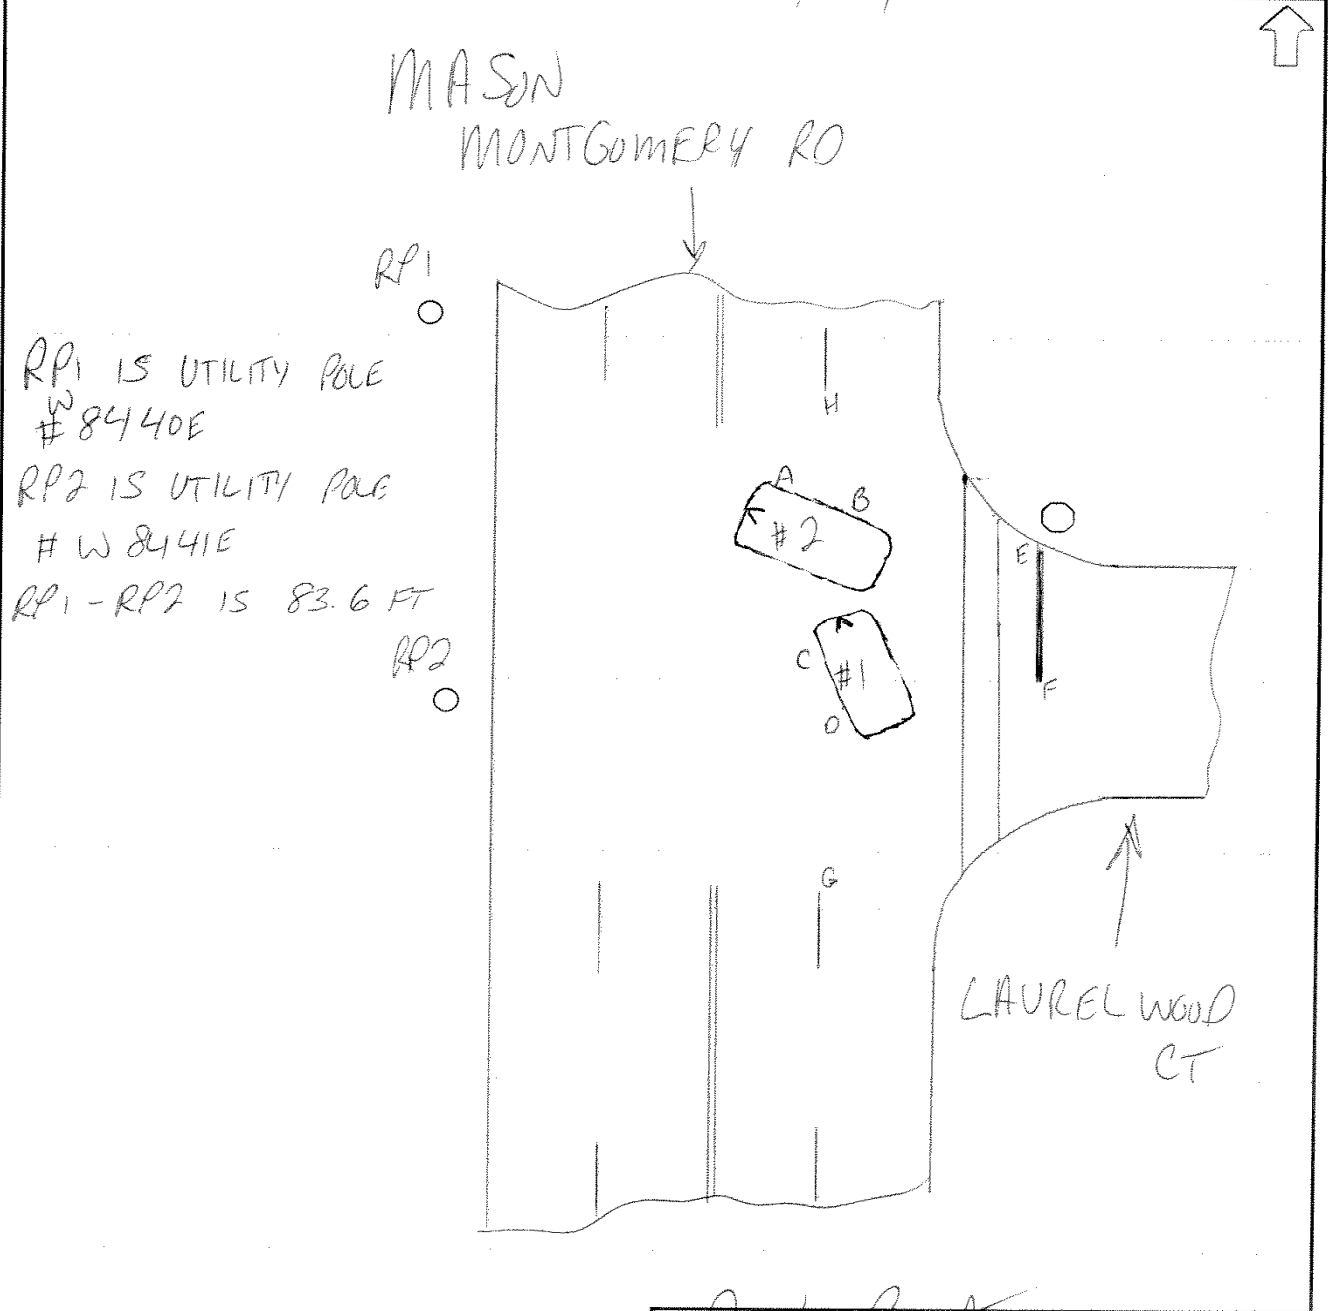 MASON
MONTGOMERY RD
RP1
RP1 IS UTILITY POLE
#W8440E
RP2 IS UTILITY POLE
# W 8441E
RP1-RP2 IS 83.6 FT
RP2
H
A
B
#2
E
C
#1
F
D
G
LAURELWOOD
CT